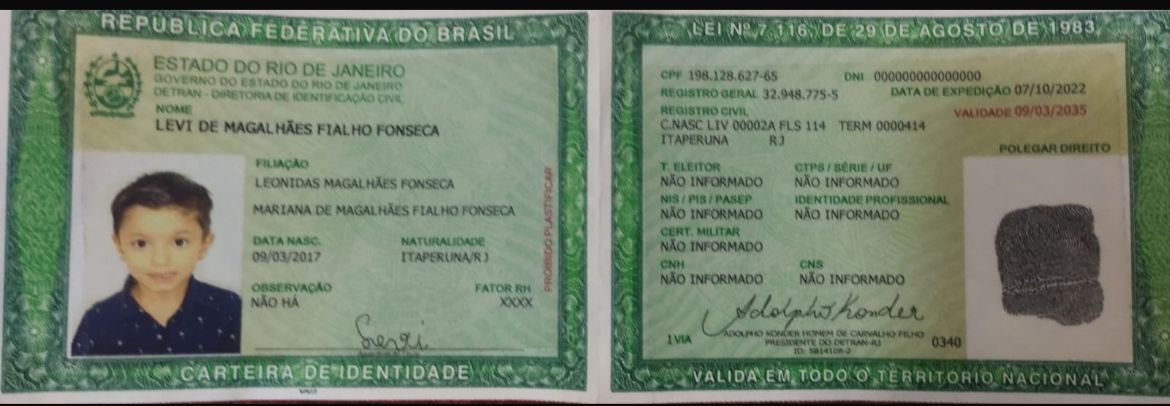 REPÚBLICA FEDERATIVA DO BRASIL
ESTADO DO RIO DE JANEIRO
GOVERNO DO ESTADO DO RIO DE JANEIRO
DETRAN - DIRETORIA DE IDENTIFICAÇÃO CIVIL
NOME
LEVI DE MAGALHÃES FIALHO FONSECA
FILIAÇÃO
LEONIDAS MAGALHÃES FONSECA
MARIANA DE MAGALHÃES FIALHO FONSECA
DATA NASC. NATURALIDADE
09/03/2017 ITAPERUNA/RJ
OBSERVAÇÃO FATOR RH
NÃO HÁ XXXX
PROIBIDO PLASTIFICAR
CARTEIRA DE IDENTIDADE
LEI Nº 7.116, DE 29 DE AGOSTO DE 1983
CPF 198.128.627-65 DNI 000000000000000
REGISTRO GERAL 32.948.775-5 DATA DE EXPEDIÇÃO 07/10/2022
REGISTRO CIVIL VALIDADE 09/03/2035
C.NASC LIV 00002A FLS 114 TERM 0000414
ITAPERUNA RJ
POLEGAR DIREITO
T. ELEITOR CTPS / SÉRIE / UF
NÃO INFORMADO NÃO INFORMADO
NIS / PIS / PASEP IDENTIDADE PROFISSIONAL
NÃO INFORMADO NÃO INFORMADO
CERT. MILITAR
NÃO INFORMADO
CNH CNS
NÃO INFORMADO NÃO INFORMADO
Adolpho Konder
1 VIA ADOLPHO KONDER HOMEM DE CARVALHO FILHO 0340
PRESIDENTE DO DETRAN-RJ
VALIDA EM TODO O TERRITORIO NACIONAL